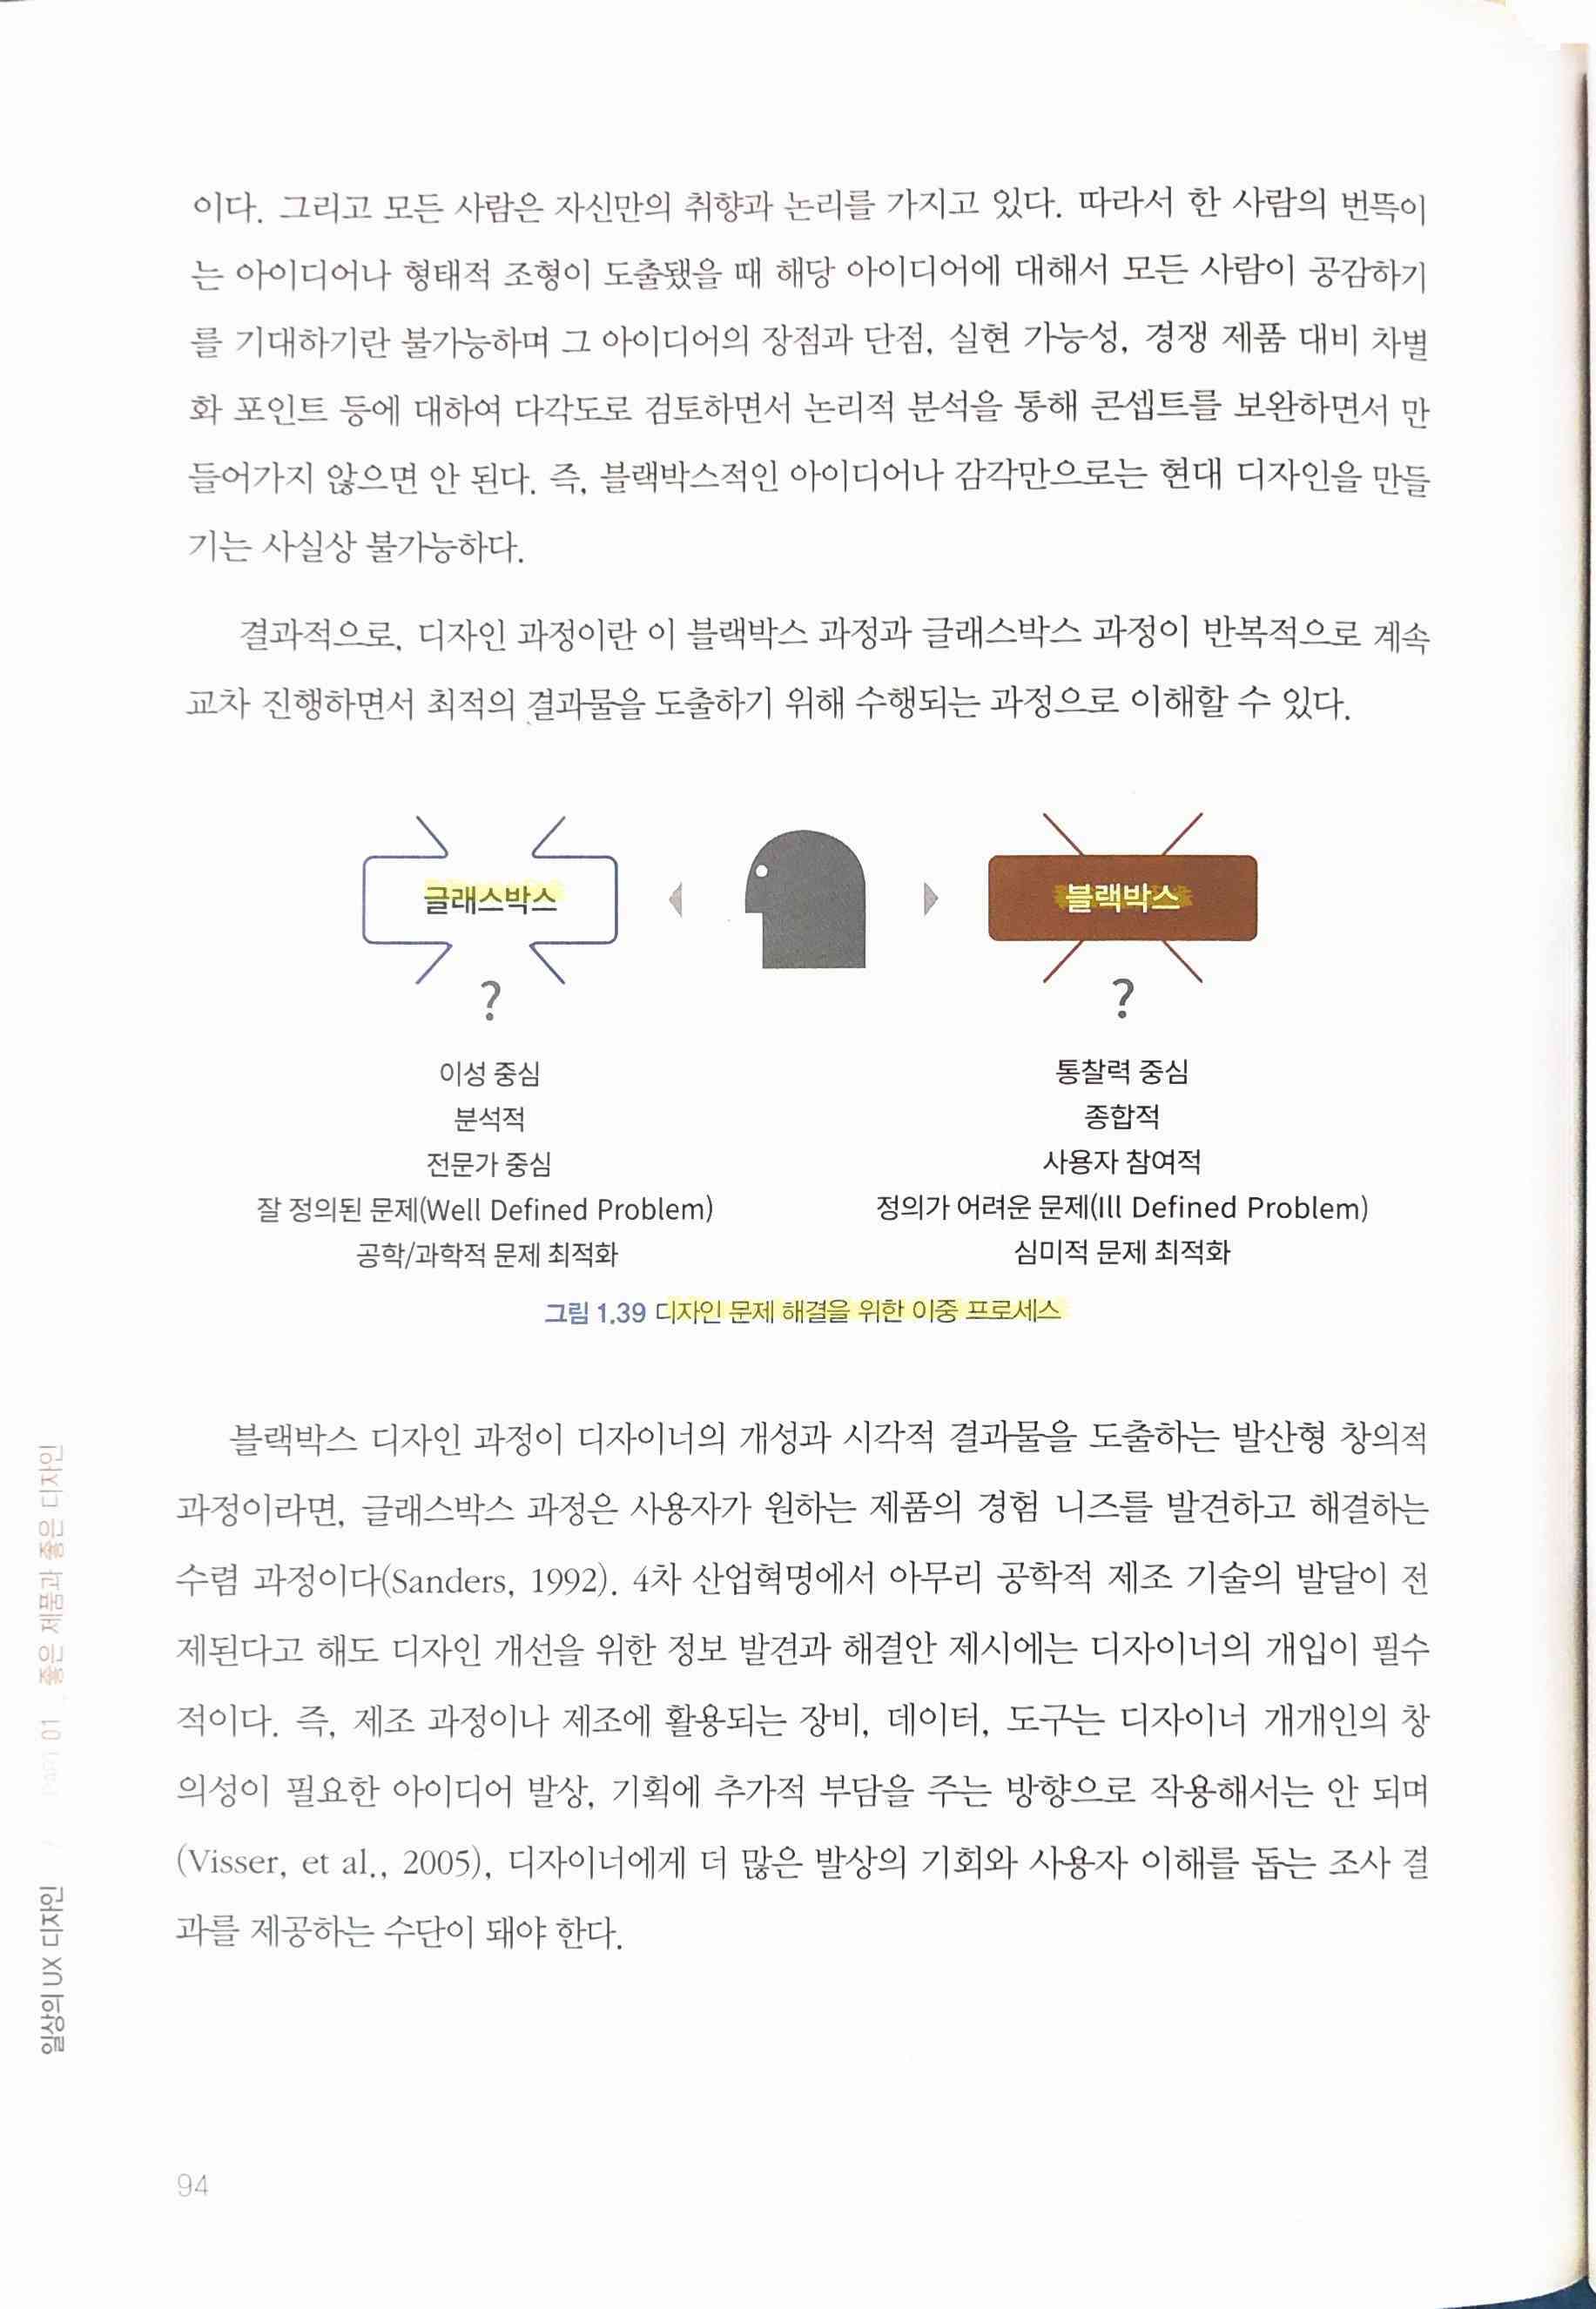 이다. 그리고 모든 사람은 자신만의 취향과 논리를 가지고 있다. 따라서 한 사람의 번뜩이
는 아이디어나 형태적 조형이 도출됐을 때 해당 아이디어에 대해서 모든 사람이 공감하기
를 기대하기란 불가능하며 그 아이디어의 장점과 단점, 실현 가능성, 경쟁 제품 대비 차별
화 포인트 등에 대하여 다각도로 검토하면서 논리적 분석을 통해 콘셉트를 보완하면서 만
들어가지 않으면 안 된다. 즉, 블랙박스적인 아이디어나 감각만으로는 현대 디자인을 만들
기는 사실상 불가능하다.
결과적으로, 디자인 과정이란 이 블랙박스 과정과 글래스박스 과정이 반복적으로 계속
교차 진행하면서 최적의 결과물을 도출하기 위해 수행되는 과정으로 이해할 수 있다.
글래스박스
?
이성 중심
분석적
전문가 중심
잘 정의된 문제(Well Defined Problem)
공학/과학적 문제 최적화
블랙박스
?
통찰력 중심
종합적
사용자 참여적
정의가 어려운 문제(Ill Defined Problem)
심미적 문제 최적화
그림 1.39 디자인 문제 해결을 위한 이중 프로세스
블랙박스 디자인 과정이 디자이너의 개성과 시각적 결과물을 도출하는 발산형 창의적
과정이라면, 글래스박스 과정은 사용자가 원하는 제품의 경험 니즈를 발견하고 해결하는
수렴 과정이다(Sanders, 1992). 4차 산업혁명에서 아무리 공학적 제조 기술의 발달이 전
제된다고 해도 디자인 개선을 위한 정보 발견과 해결안 제시에는 디자이너의 개입이 필수
적이다. 즉, 제조 과정이나 제조에 활용되는 장비, 데이터, 도구는 디자이너 개개인의 창
의성이 필요한 아이디어 발상, 기획에 추가적 부담을 주는 방향으로 작용해서는 안 되며
(Visser, et al., 2005), 디자이너에게 더 많은 발상의 기회와 사용자 이해를 돕는 조사 결
과를 제공하는 수단이 돼야 한다.
일상의 UX 디자인 / PART 01 좋은 제품과 좋은 디자인
94